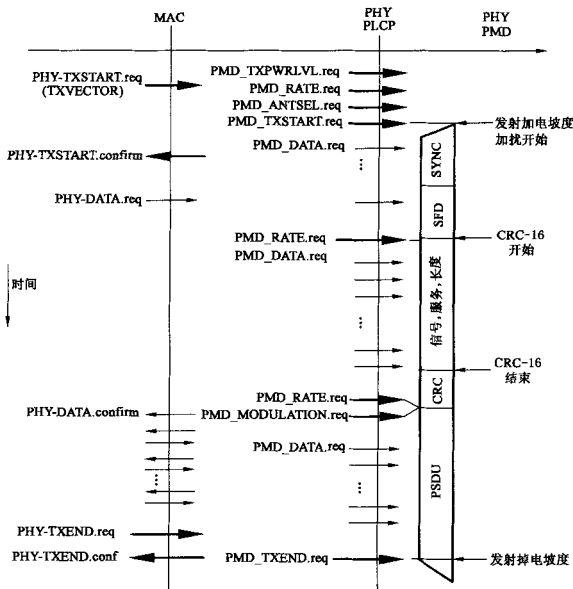 MAC
PHY
PLCP
PHY
PMD
PHY-TXSTART.req
(TXVECTOR)
PMD_TXPWRLVL.req
PMD_RATE.req
PMD_ANTSEL.req
PMD_TXSTART.req
发射加电坡度
加扰开始
PHY-TXSTART.confirm
PMD_DATA.req
SYNC
PHY-DATA.req
SFD
PMD_RATE.req
CRC-16
开始
PMD_DATA.req
时间
信号,服务,长度
CRC-16
结束
PMD_RATE.req
CRC
PHY-DATA.confirm
PMD_MODULATION.req
PMD_DATA.req
PSDU
PHY-TXEND.req
PHY-TXEND.conf
PMD_TXEND.req
发射掉电坡度